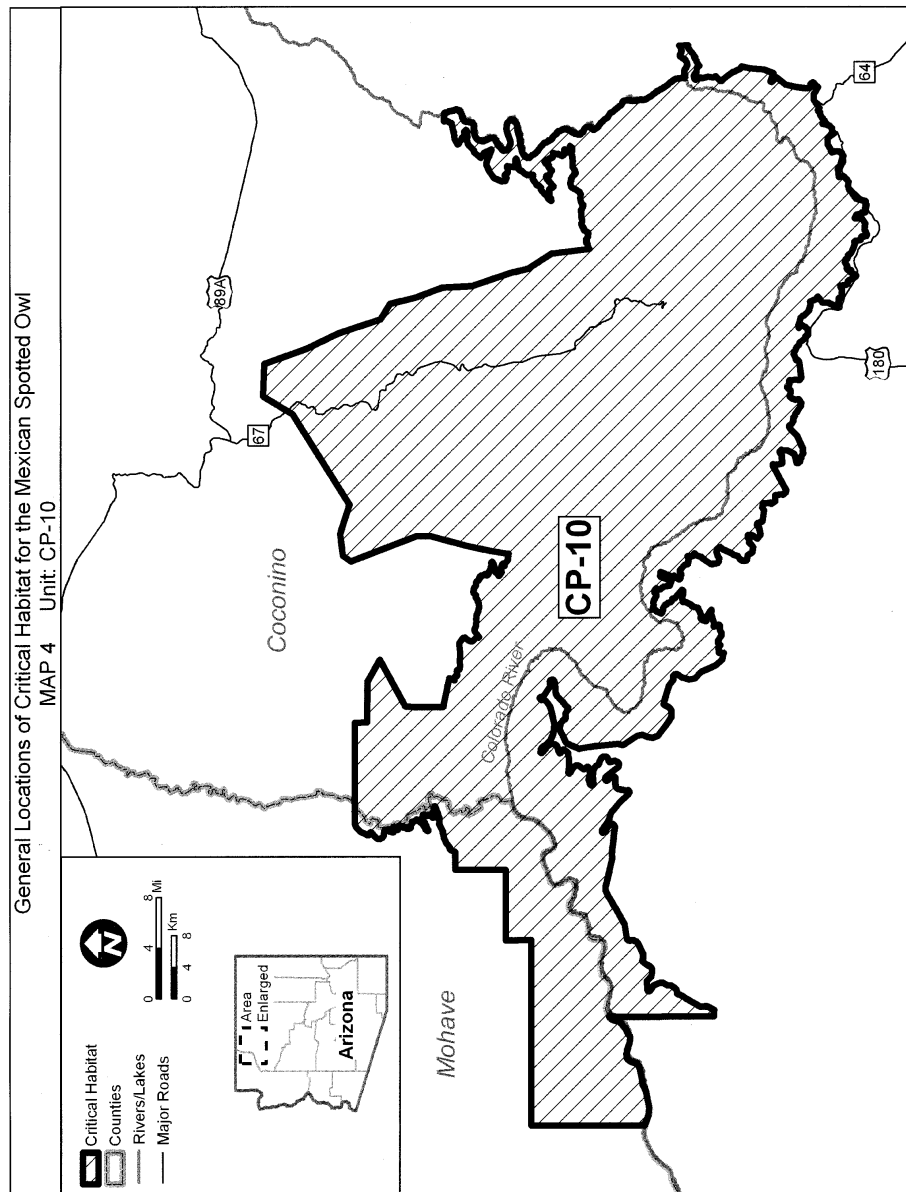 General Locations of Critical Habitat for the Mexican Spotted Owl
MAP 4 Unit: CP-10
89A
67
64
180
Coconino
Colorado River
CP-10
Mohave
Critical Habitat
Counties
Rivers/Lakes
Major Roads
N
0 4 8
Mi
Km
0 4 8
Area
Enlarged
Arizona